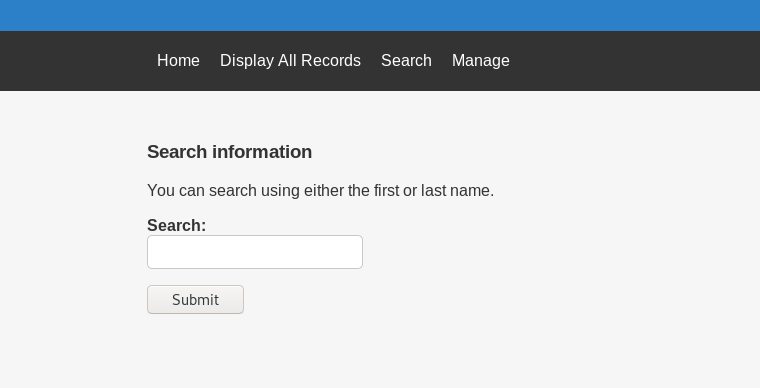 Home Display All Records Search Manage
Search information
You can search using either the first or last name.
Search:
Submit